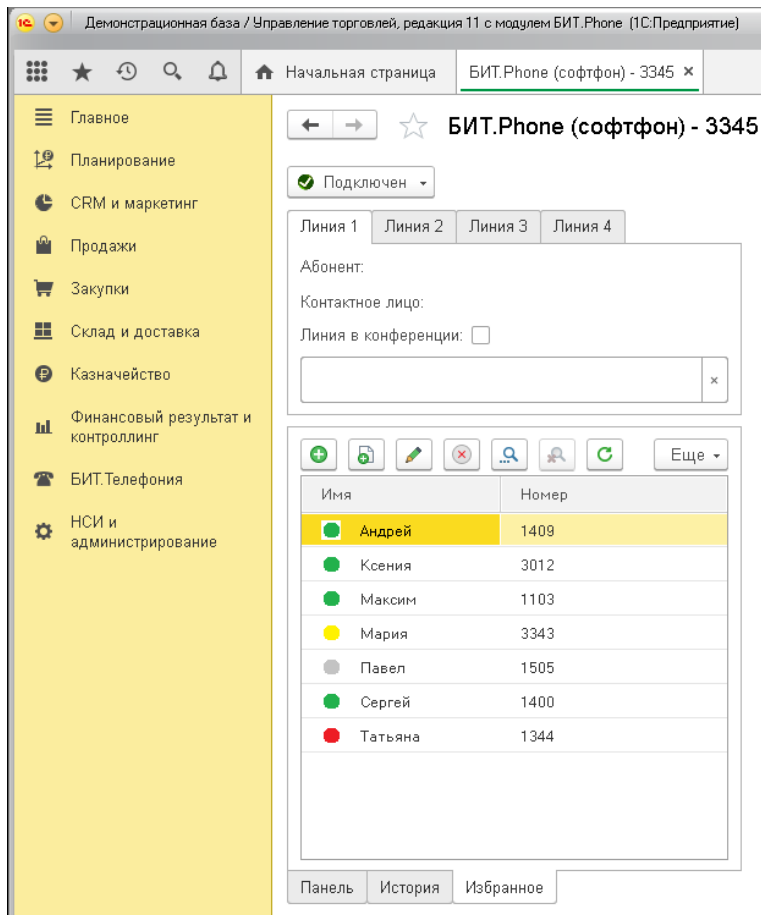 Демонстрационная база / Управление торговлей, редакция 11 с модулем БИТ.Phone (1С:Предприятие)
Начальная страница
БИТ.Phone (софтфон) - 3345 ×
Главное
Планирование
CRM и маркетинг
Продажи
Закупки
Склад и доставка
Казначейство
Финансовый результат и
контроллинг
БИТ.Телефония
НСИ и
администрирование
БИТ.Phone (софтфон) - 3345
Подключен
Линия 1 Линия 2 Линия 3 Линия 4
Абонент:
Контактное лицо:
Линия в конференции:
×
Еще
Имя Номер
Андрей 1409
Ксения 3012
Максим 1103
Мария 3343
Павел 1505
Сергей 1400
Татьяна 1344
Панель История Избранное